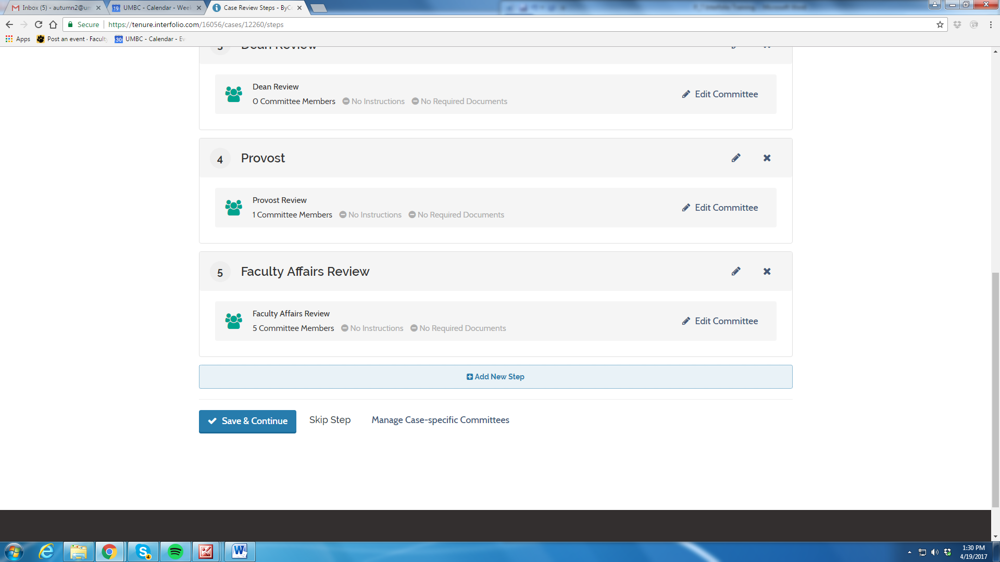 Inbox (5) - autumn2@um
UMBC - Calendar - Week
Case Review Steps - ByC
Secure https://tenure.interfolio.com/16056/cases/12260/steps
Apps Post an event · Faculty UMBC - Calendar - Ev
3 Dean Review
Dean Review
0 Committee Members No Instructions No Required Documents
Edit Committee
4 Provost
Provost Review
1 Committee Members No Instructions No Required Documents
Edit Committee
5 Faculty Affairs Review
Faculty Affairs Review
5 Committee Members No Instructions No Required Documents
Edit Committee
Add New Step
Save & Continue Skip Step Manage Case-specific Committees
1:30 PM
4/19/2017